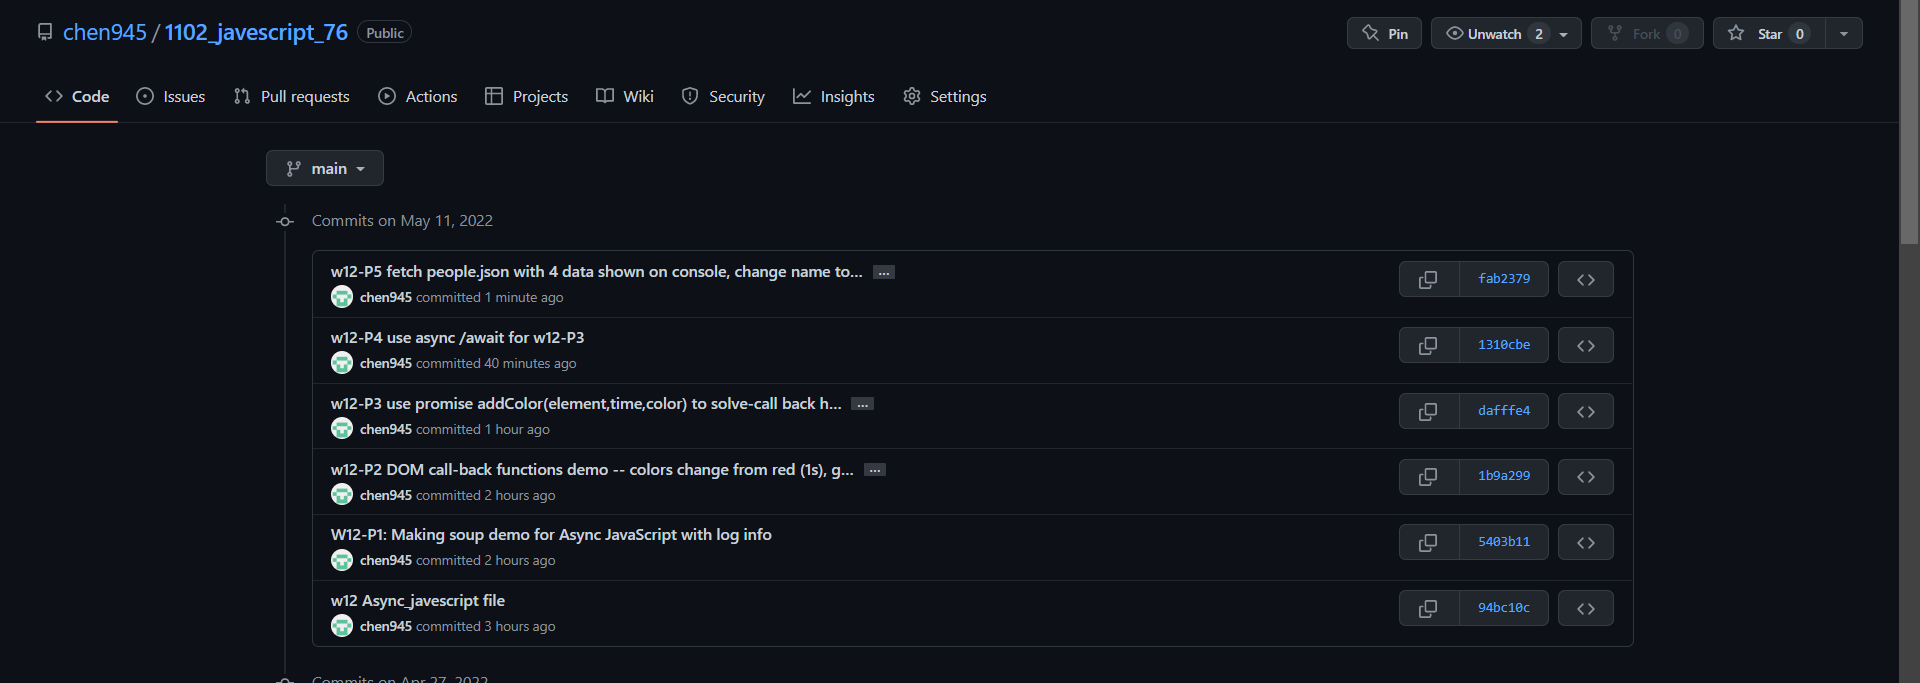 chen945 / 1102_javescript_76 Public
Pin Unwatch 2 Fork 0 Star 0
Code Issues Pull requests Actions Projects Wiki Security Insights Settings
main
Commits on May 11, 2022
w12-P5 fetch people.json with 4 data shown on console, change name to... ...
chen945 committed 1 minute ago
fab2379
w12-P4 use async /await for w12-P3
chen945 committed 40 minutes ago
1310cbe
w12-P3 use promise addColor(element,time,color) to solve-call back h... ...
chen945 committed 1 hour ago
dafffe4
w12-P2 DOM call-back functions demo -- colors change from red (1s), g... ...
chen945 committed 2 hours ago
1b9a299
W12-P1: Making soup demo for Async JavaScript with log info
chen945 committed 2 hours ago
5403b11
w12 Async_javescript file
chen945 committed 3 hours ago
94bc10c
Commits on Apr 27, 2022